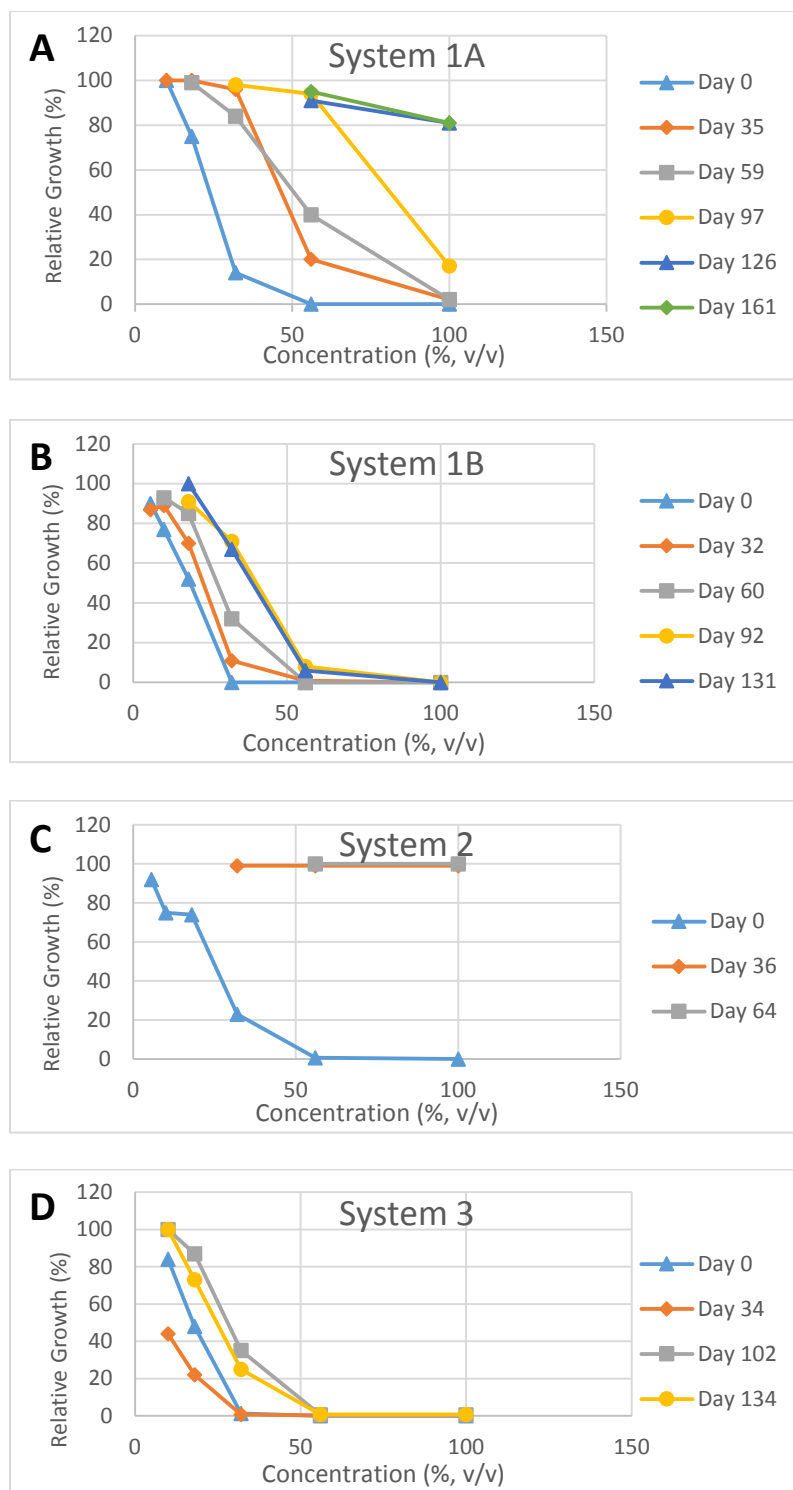 A
System 1A
Relative Growth (%)
120
100
80
60
40
20
0
0 50 100 150
Concentration (%, v/v)
Day 0
Day 35
Day 59
Day 97
Day 126
Day 161
B
System 1B
Relative Growth (%)
120
100
80
60
40
20
0
0 50 100 150
Concentration (%, v/v)
Day 0
Day 32
Day 60
Day 92
Day 131
C
System 2
Relative Growth (%)
120
100
80
60
40
20
0
0 50 100 150
Concentration (%, v/v)
Day 0
Day 36
Day 64
D
System 3
Relative Growth (%)
120
100
80
60
40
20
0
0 50 100 150
Concentration (%, v/v)
Day 0
Day 34
Day 102
Day 134